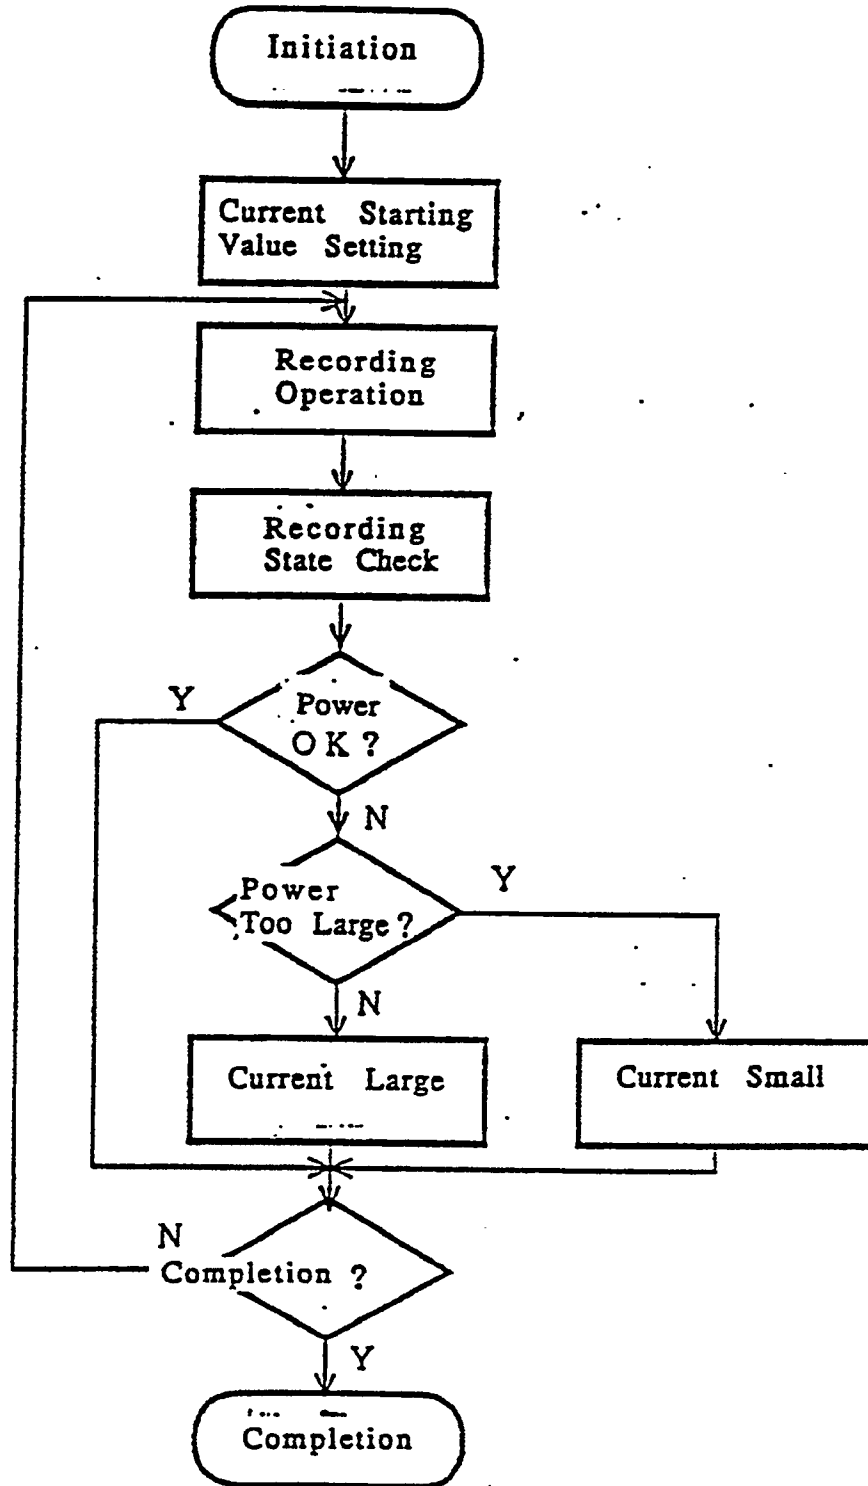 Initiation
Current Starting
Value Setting
Recording
Operation
Recording
State Check
Y
Power
OK?
N
Power
Too Large?
Y
N
Current Large
Current Small
N
Completion ?
Y
Completion